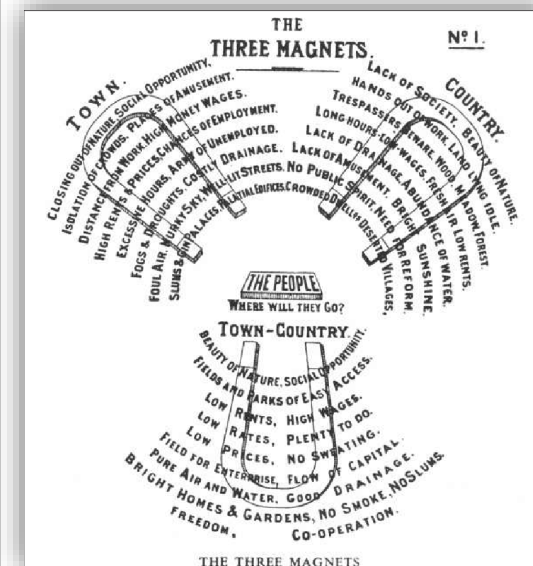 THE
THREE MAGNETS.
Nº 1.
TOWN.
CLOSING OUT OF NATURE. SOCIAL OPPORTUNITY.
ISOLATION OF CROWDS. PLACES OF AMUSEMENT.
DISTANCE FROM WORK. HIGH MONEY WAGES.
HIGH RENTS & PRICES. CHANCES OF EMPLOYMENT.
EXCESSIVE HOURS. ARMY OF UNEMPLOYED.
FOGS & DROUGHTS. COSTLY DRAINAGE.
FOUL AIR. MURKY SKY. WELL-LIT STREETS.
SLUMS & GIN PALACES. PALATIAL EDIFICES.
COUNTRY.
LACK OF SOCIETY. BEAUTY OF NATURE.
HANDS OUT OF WORK. LAND LYING IDLE.
TRESPASSERS BEWARE. WOOD, MEADOW, FOREST.
LONG HOURS-LOW WAGES. FRESH AIR LOW RENTS.
LACK OF DRAINAGE. ABUNDANCE OF WATER.
LACK OF AMUSEMENT. BRIGHT SUNSHINE.
NO PUBLIC SPIRIT. NEED FOR REFORM.
CROWDED DWELLINGS DESERTED VILLAGES.
THE PEOPLE
WHERE WILL THEY GO?
TOWN-COUNTRY.
BEAUTY OF NATURE, SOCIAL OPPORTUNITY.
FIELDS AND PARKS OF EASY ACCESS.
LOW RENTS, HIGH WAGES.
LOW RATES, PLENTY TO DO.
LOW PRICES, NO SWEATING.
FIELD FOR ENTERPRISE, FLOW OF CAPITAL.
PURE AIR AND WATER, GOOD DRAINAGE.
BRIGHT HOMES & GARDENS, NO SMOKE, NO SLUMS.
FREEDOM. CO-OPERATION.
THE THREE MAGNETS